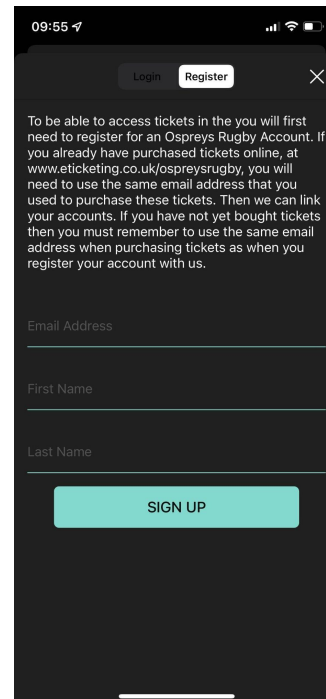 09:55
Login Register
To be able to access tickets in the you will first
need to register for an Ospreys Rugby Account. If
you already have purchased tickets online, at
www.eticketing.co.uk/ospreysrugby, you will
need to use the same email address that you
used to purchase these tickets. Then we can link
your accounts. If you have not yet bought tickets
then you must remember to use the same email
address when purchasing tickets as when you
register your account with us.
Email Address
First Name
Last Name
SIGN UP